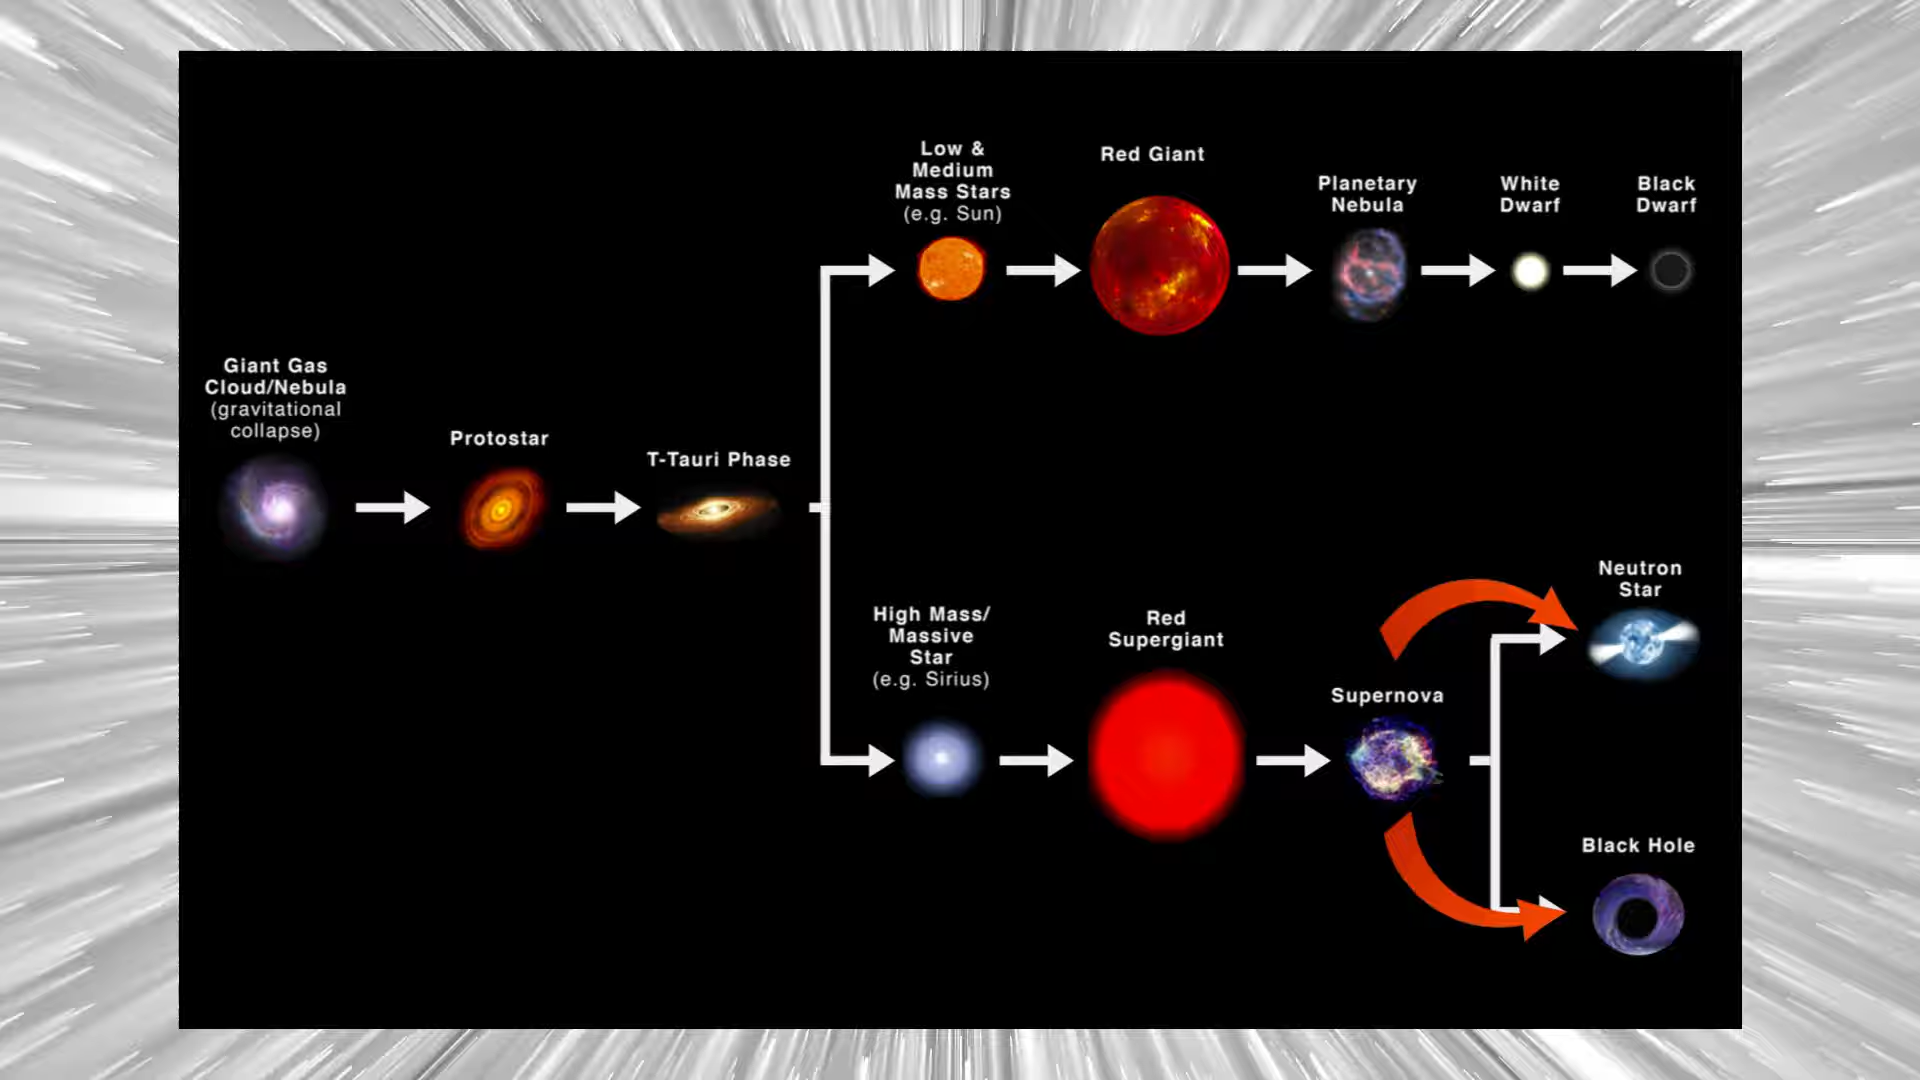 Giant Gas
Cloud/Nebula
(gravitational
collapse)
Protostar
T-Tauri Phase
Low &
Medium
Mass Stars
(e.g. Sun)
Red Giant
Planetary
Nebula
White
Dwarf
Black
Dwarf
High Mass/
Massive
Star
(e.g. Sirius)
Red
Supergiant
Supernova
Neutron
Star
Black Hole